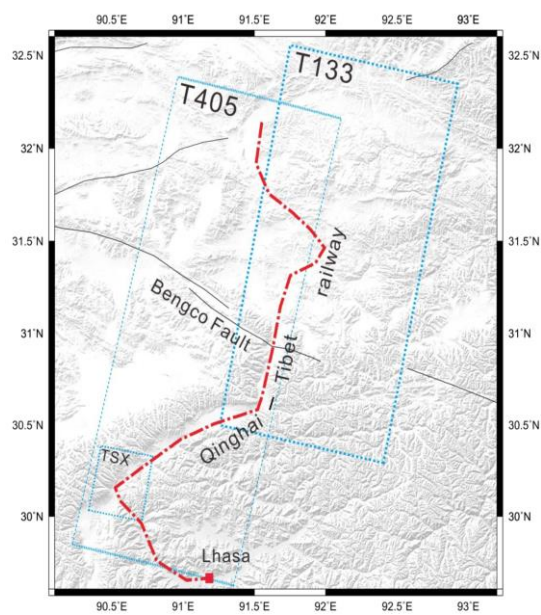 90.5°E 91°E 91.5°E 92°E 92.5°E 93°E
32.5°N 32.5°N
T133
T405
32°N 32°N
31.5°N 31.5°N
railway
Bengco Fault
31°N 31°N
Tibet
–
30.5°N 30.5°N
Qinghai
TSX
30°N 30°N
Lhasa
90.5°E 91°E 91.5°E 92°E 92.5°E 93°E